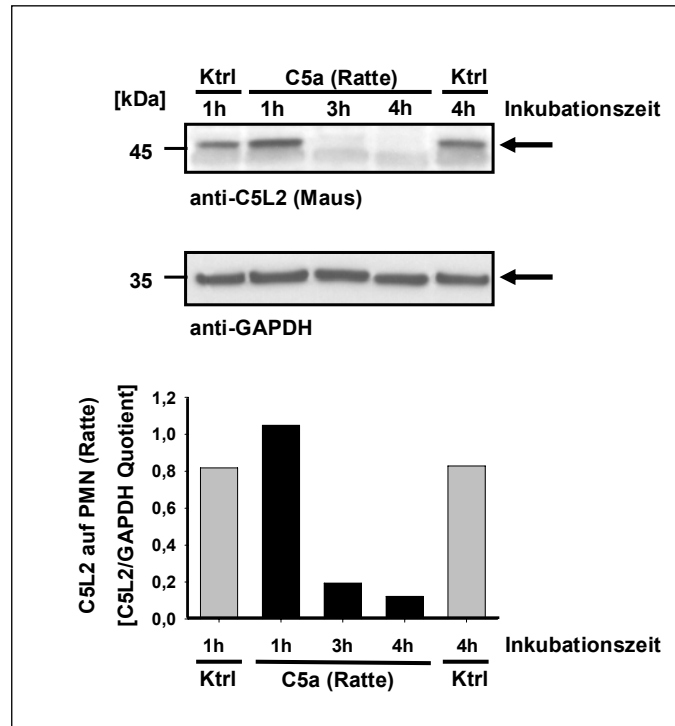 Ktrl C5a (Ratte) Ktrl
[kDa] 1h 1h 3h 4h 4h Inkubationszeit
45
anti-C5L2 (Maus)
35
anti-GAPDH
C5L2 auf PMN (Ratte)
[C5L2/GAPDH Quotient]
1,2
1,0
0,8
0,6
0,4
0,2
0,0
1h 1h 3h 4h 4h Inkubationszeit
Ktrl C5a (Ratte) Ktrl